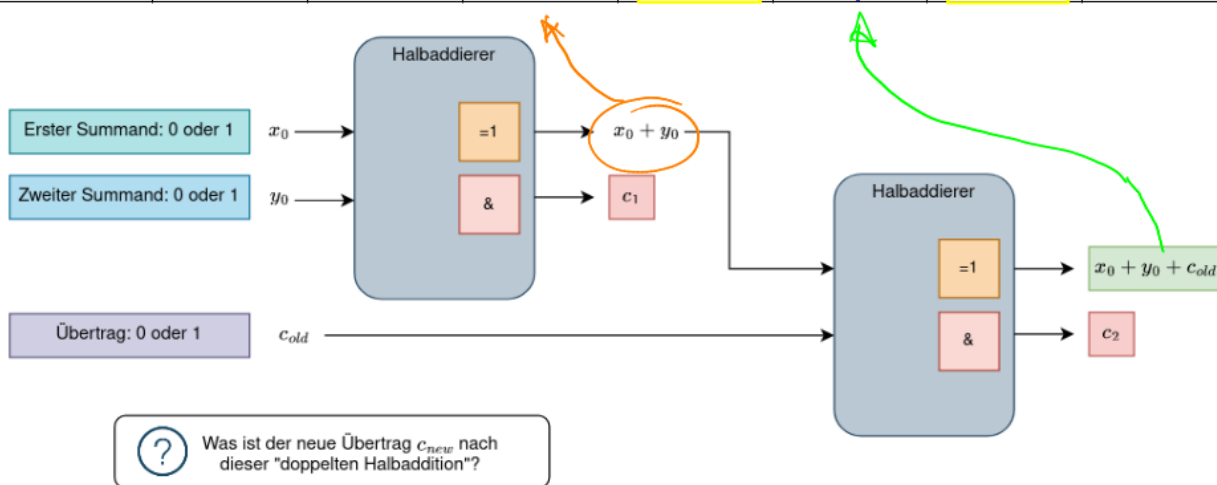 Halbaddierer
Erster Summand: 0 oder 1
x₀
=1
x₀ + y₀
Zweiter Summand: 0 oder 1
y₀
&
c₁
Halbaddierer
=1
x₀ + y₀ + c_old
Übertrag: 0 oder 1
c_old
&
c₂
?
Was ist der neue Übertrag c_new nach
dieser "doppelten Halbaddition"?